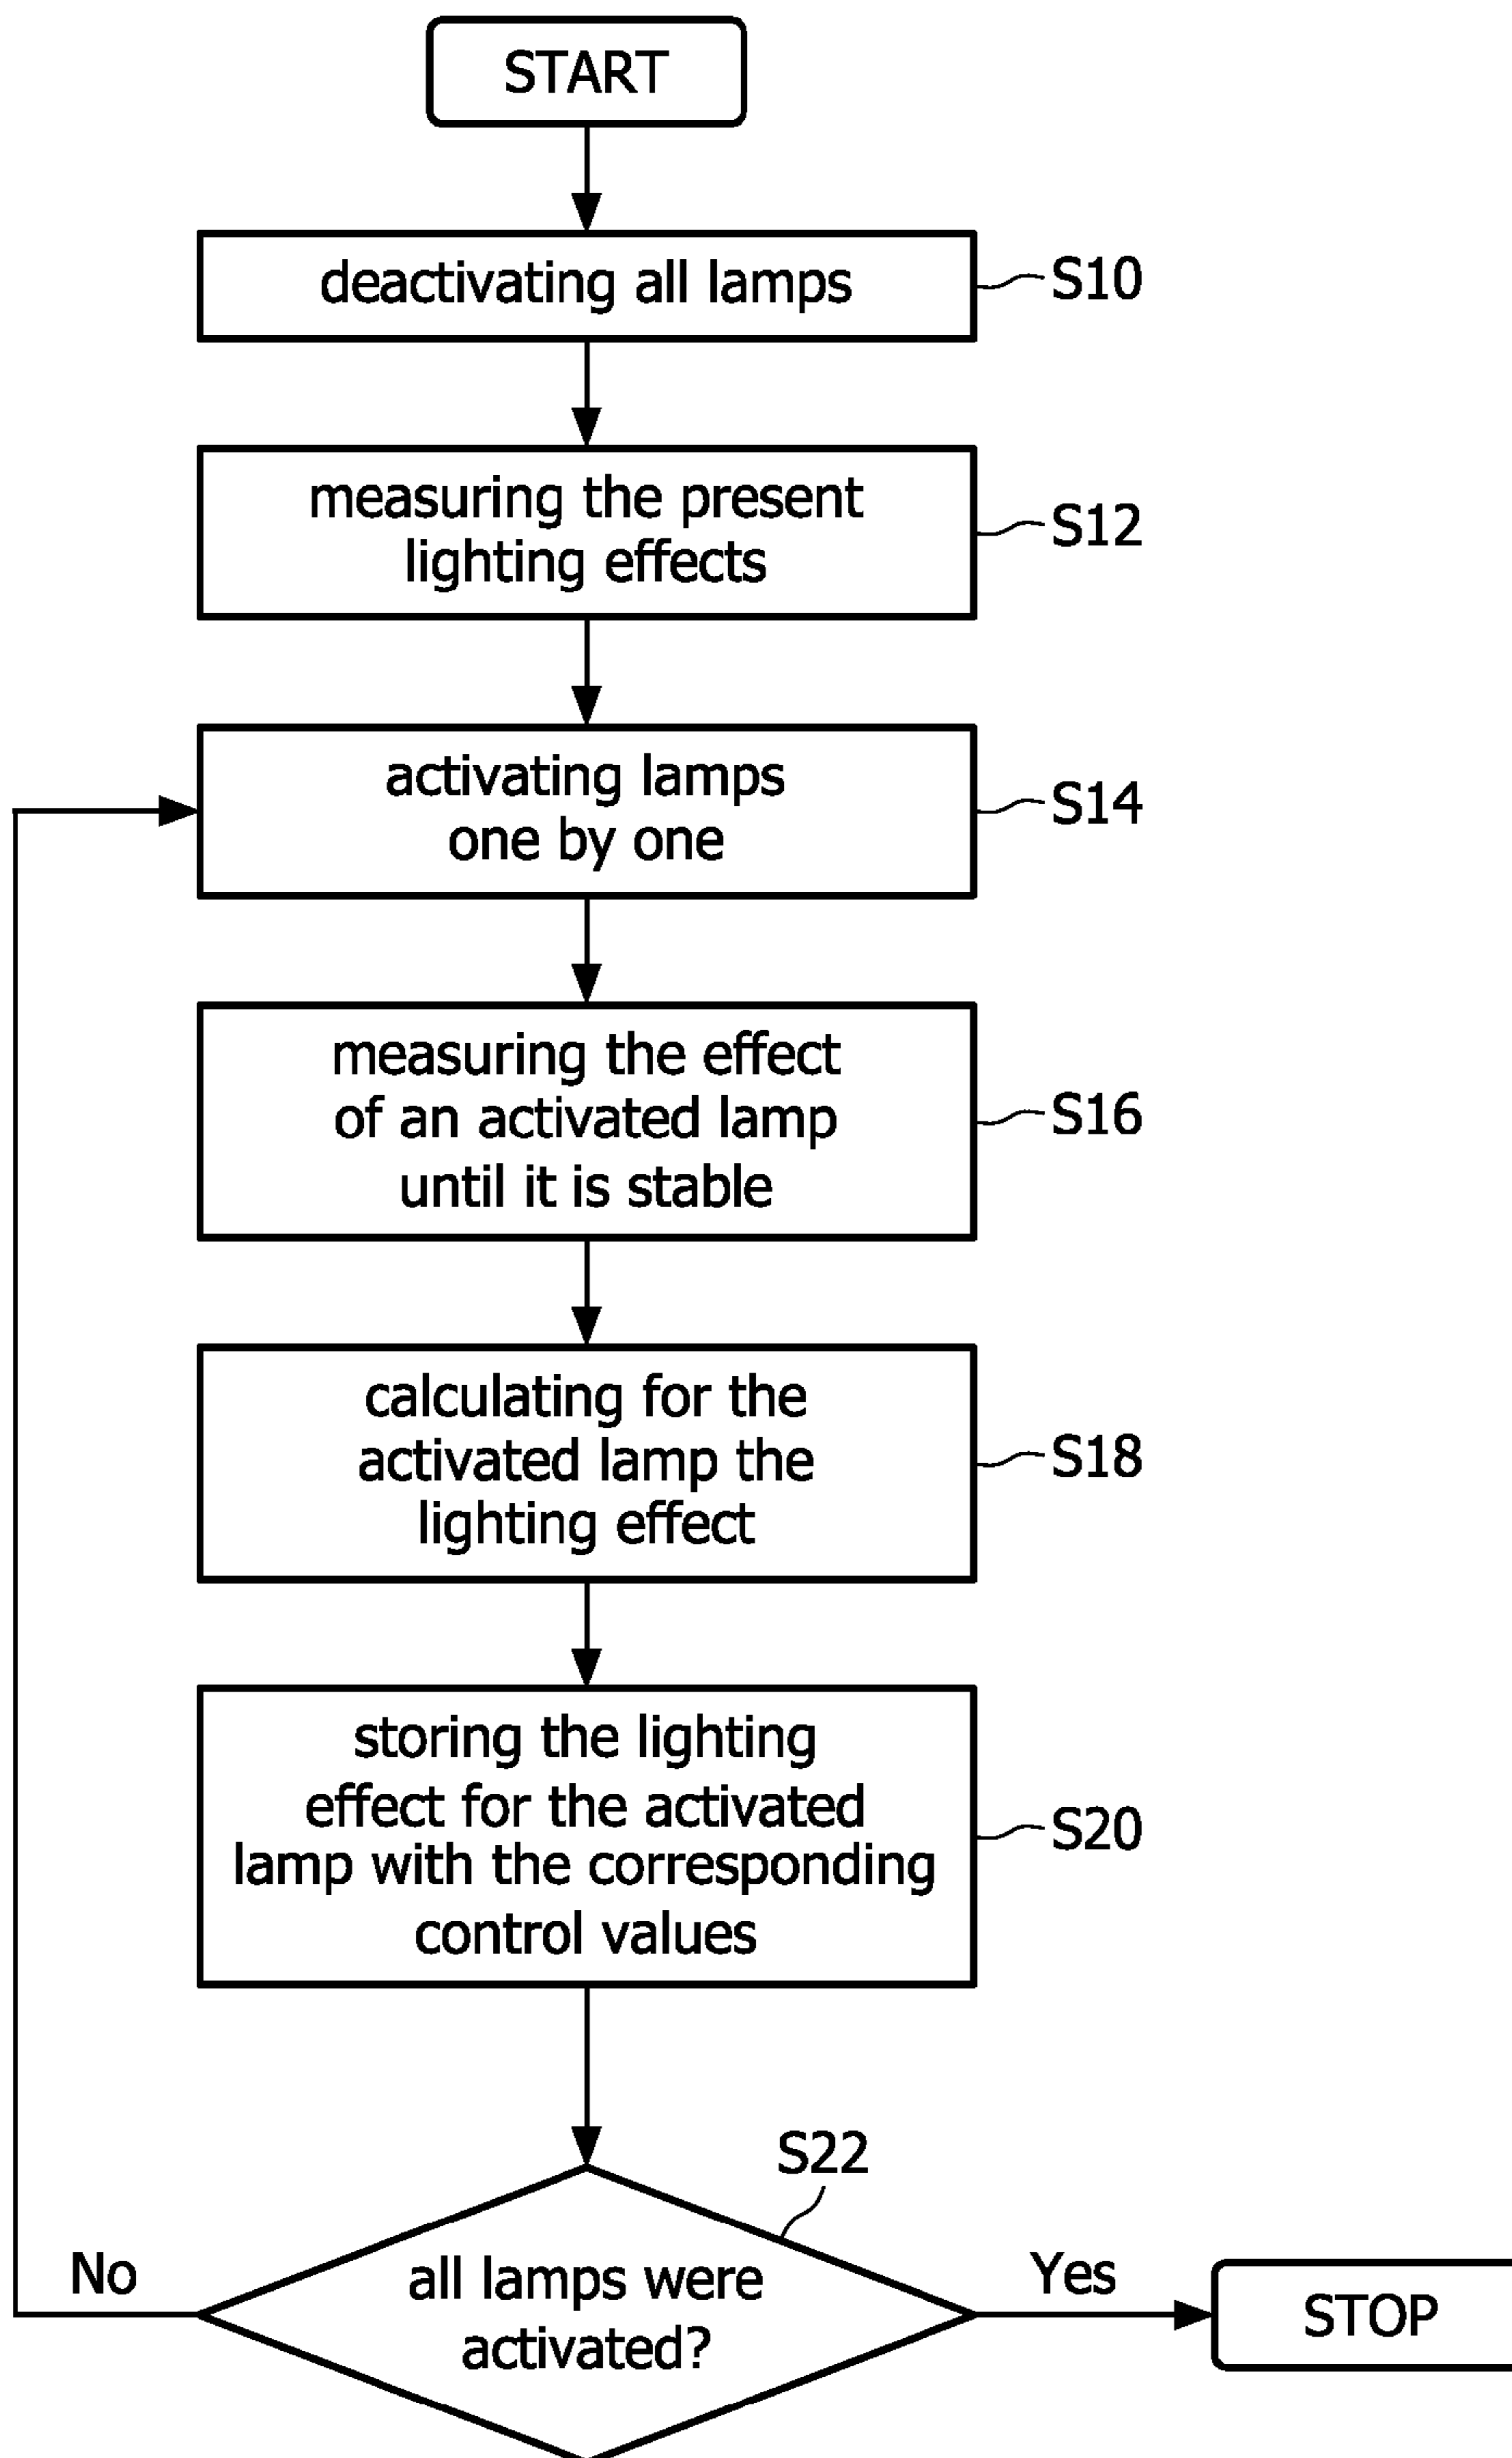 START
deactivating all lamps
S10
measuring the present
lighting effects
S12
activating lamps
one by one
S14
measuring the effect
of an activated lamp
until it is stable
S16
calculating for the
activated lamp the
lighting effect
S18
storing the lighting
effect for the activated
lamp with the corresponding
control values
S20
S22
all lamps were
activated?
No
Yes
STOP